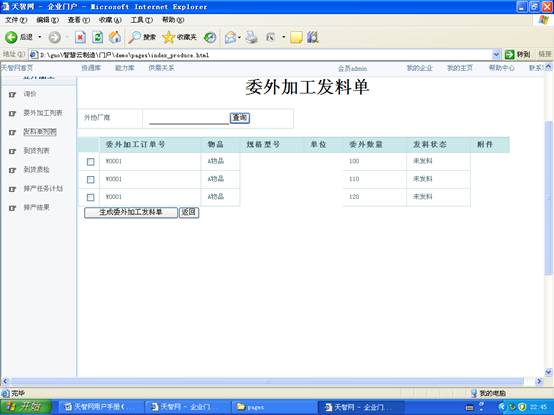 天智网 - 企业门户 - Microsoft Internet Explorer
文件(F) 编辑(E) 查看(V) 收藏(A) 工具(T) 帮助(H)
后退 搜索 收藏夹
地址(D) D:\guo\智慧云制造\门户\demo\pages\index_produce.html 转到 链接
天智网首页 资源库 能力库 供需关系 会员admin 我的企业 我的主页 帮助中心
询价
委外加工列表
发料单列表
到货列表
到货质检
排产任务计划
排产结果
委外加工发料单
外协厂商 查询
委外加工订单号 物品 规格型号 单位 委外数量 发料状态 附件
W0001 A物品 100 未发料
W0001 A物品 110 未发料
W0001 A物品 120 未发料
生成委外加工发料单 返回
完毕 我的电脑
开始 天智网用户手册(... 天智网 - 企业门... pages 天智网 - 企业门... 22:45